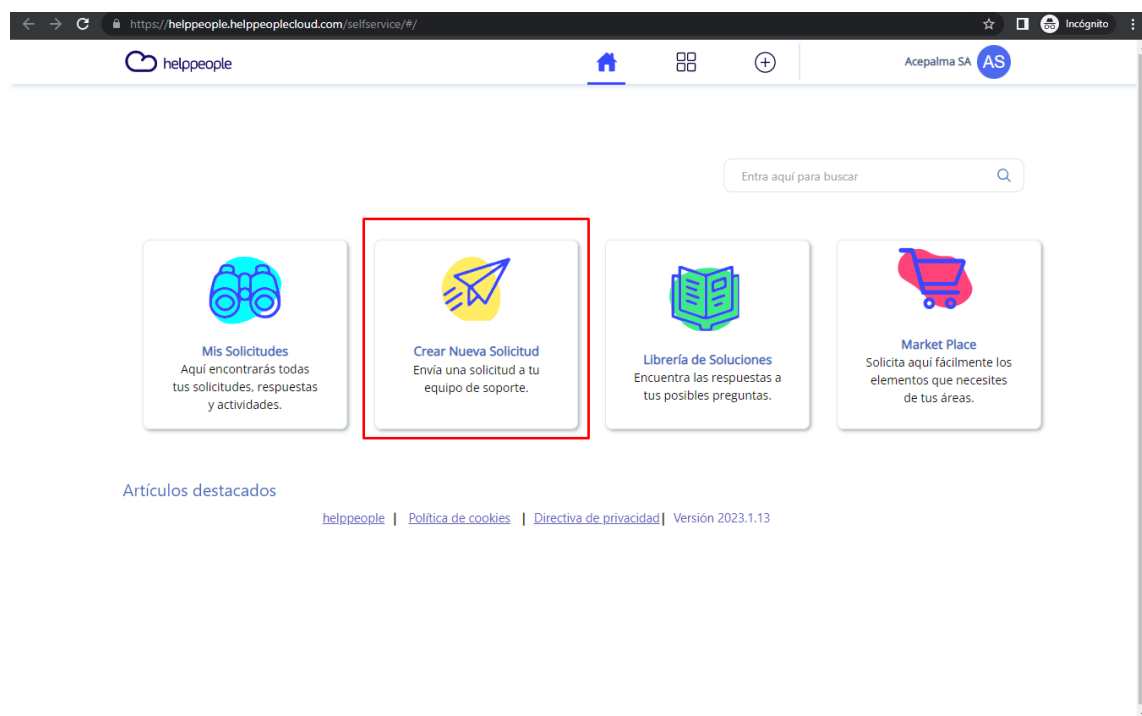 https://helppeople.helppeoplecloud.com/selfservice/#/
Incógnito
helppeople
Acepalma SA
AS
Entra aquí para buscar
Mis Solicitudes
Aquí encontrarás todas
tus solicitudes, respuestas
y actividades.
Crear Nueva Solicitud
Envía una solicitud a tu
equipo de soporte.
Librería de Soluciones
Encuentra las respuestas a
tus posibles preguntas.
Market Place
Solicita aquí fácilmente los
elementos que necesites
de tus áreas.
Artículos destacados
helppeople | Política de cookies | Directiva de privacidad| Versión 2023.1.13